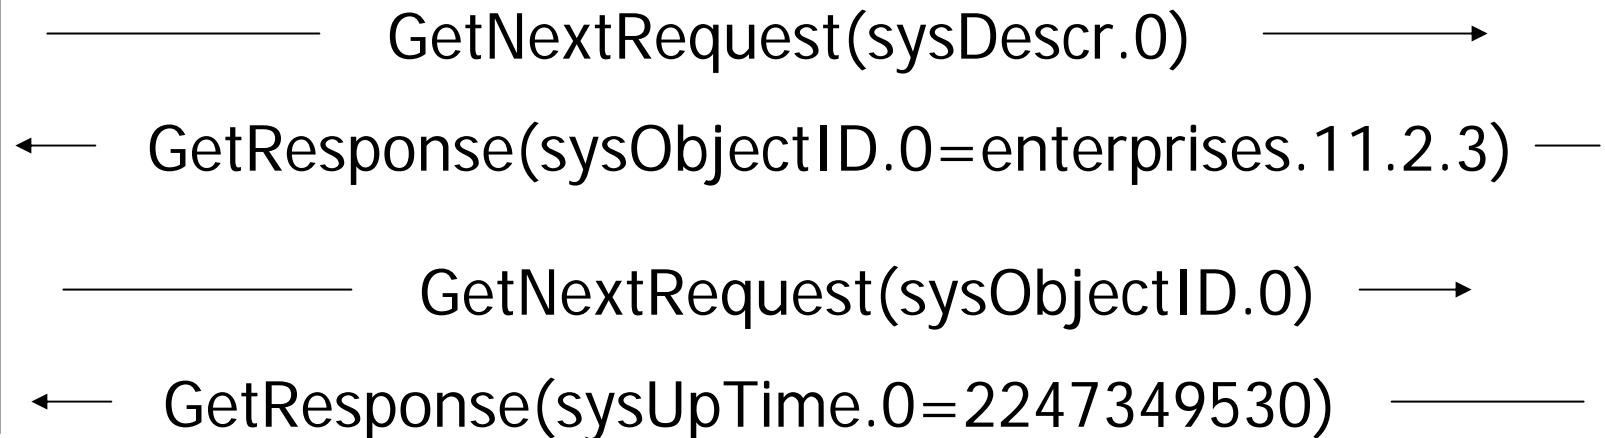 GetNextRequest(sysDescr.0)
GetResponse(sysObjectID.0=enterprises.11.2.3)
GetNextRequest(sysObjectID.0)
GetResponse(sysUpTime.0=2247349530)